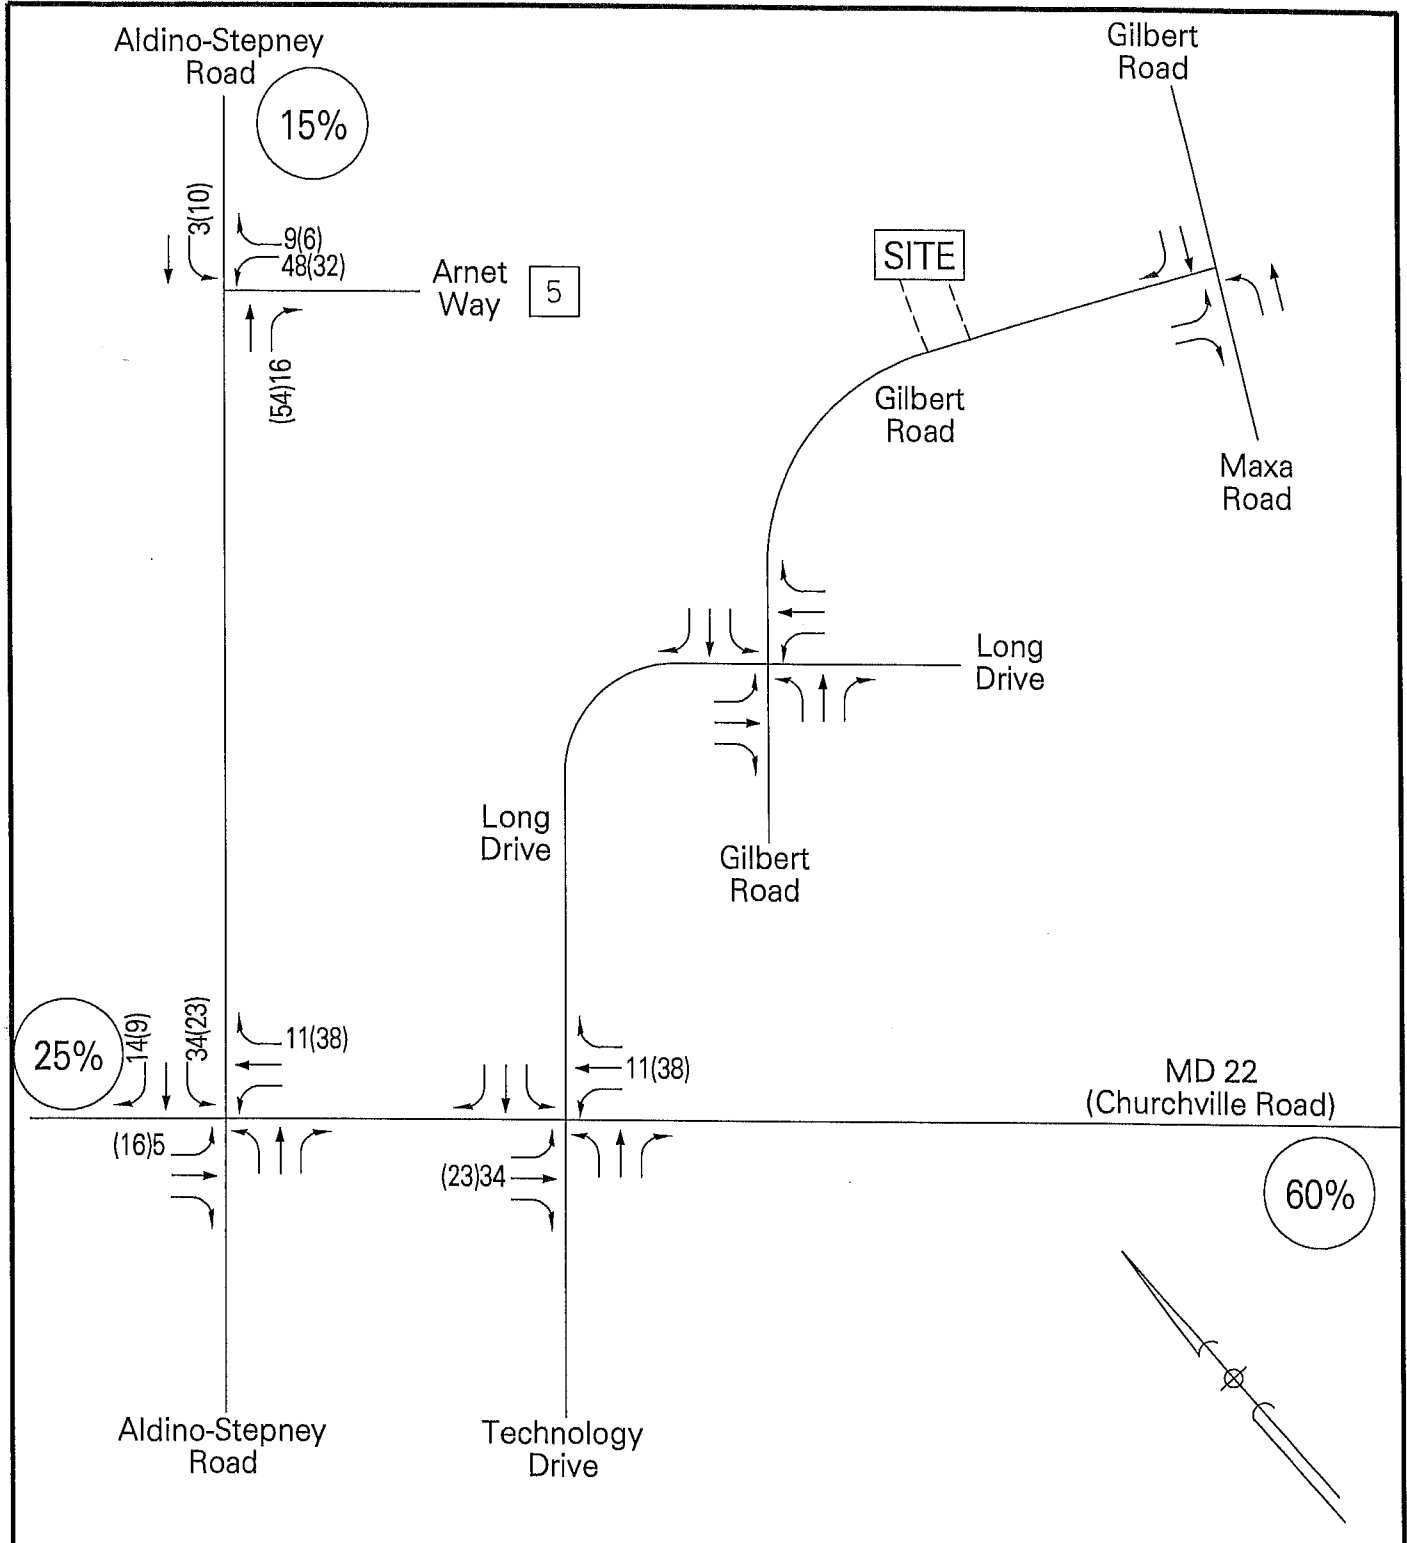 Aldino-Stepney
Road
15%
Gilbert
Road
3(10)
9(6)
48(32)
Arnet
Way
5
SITE
(54)16
Gilbert
Road
Maxa
Road
Long
Drive
Long
Drive
Gilbert
Road
25%
14(9)
34(23)
11(38)
11(38)
MD 22
(Churchville Road)
(16)5
(23)34
60%
Aldino-Stepney
Road
Technology
Drive